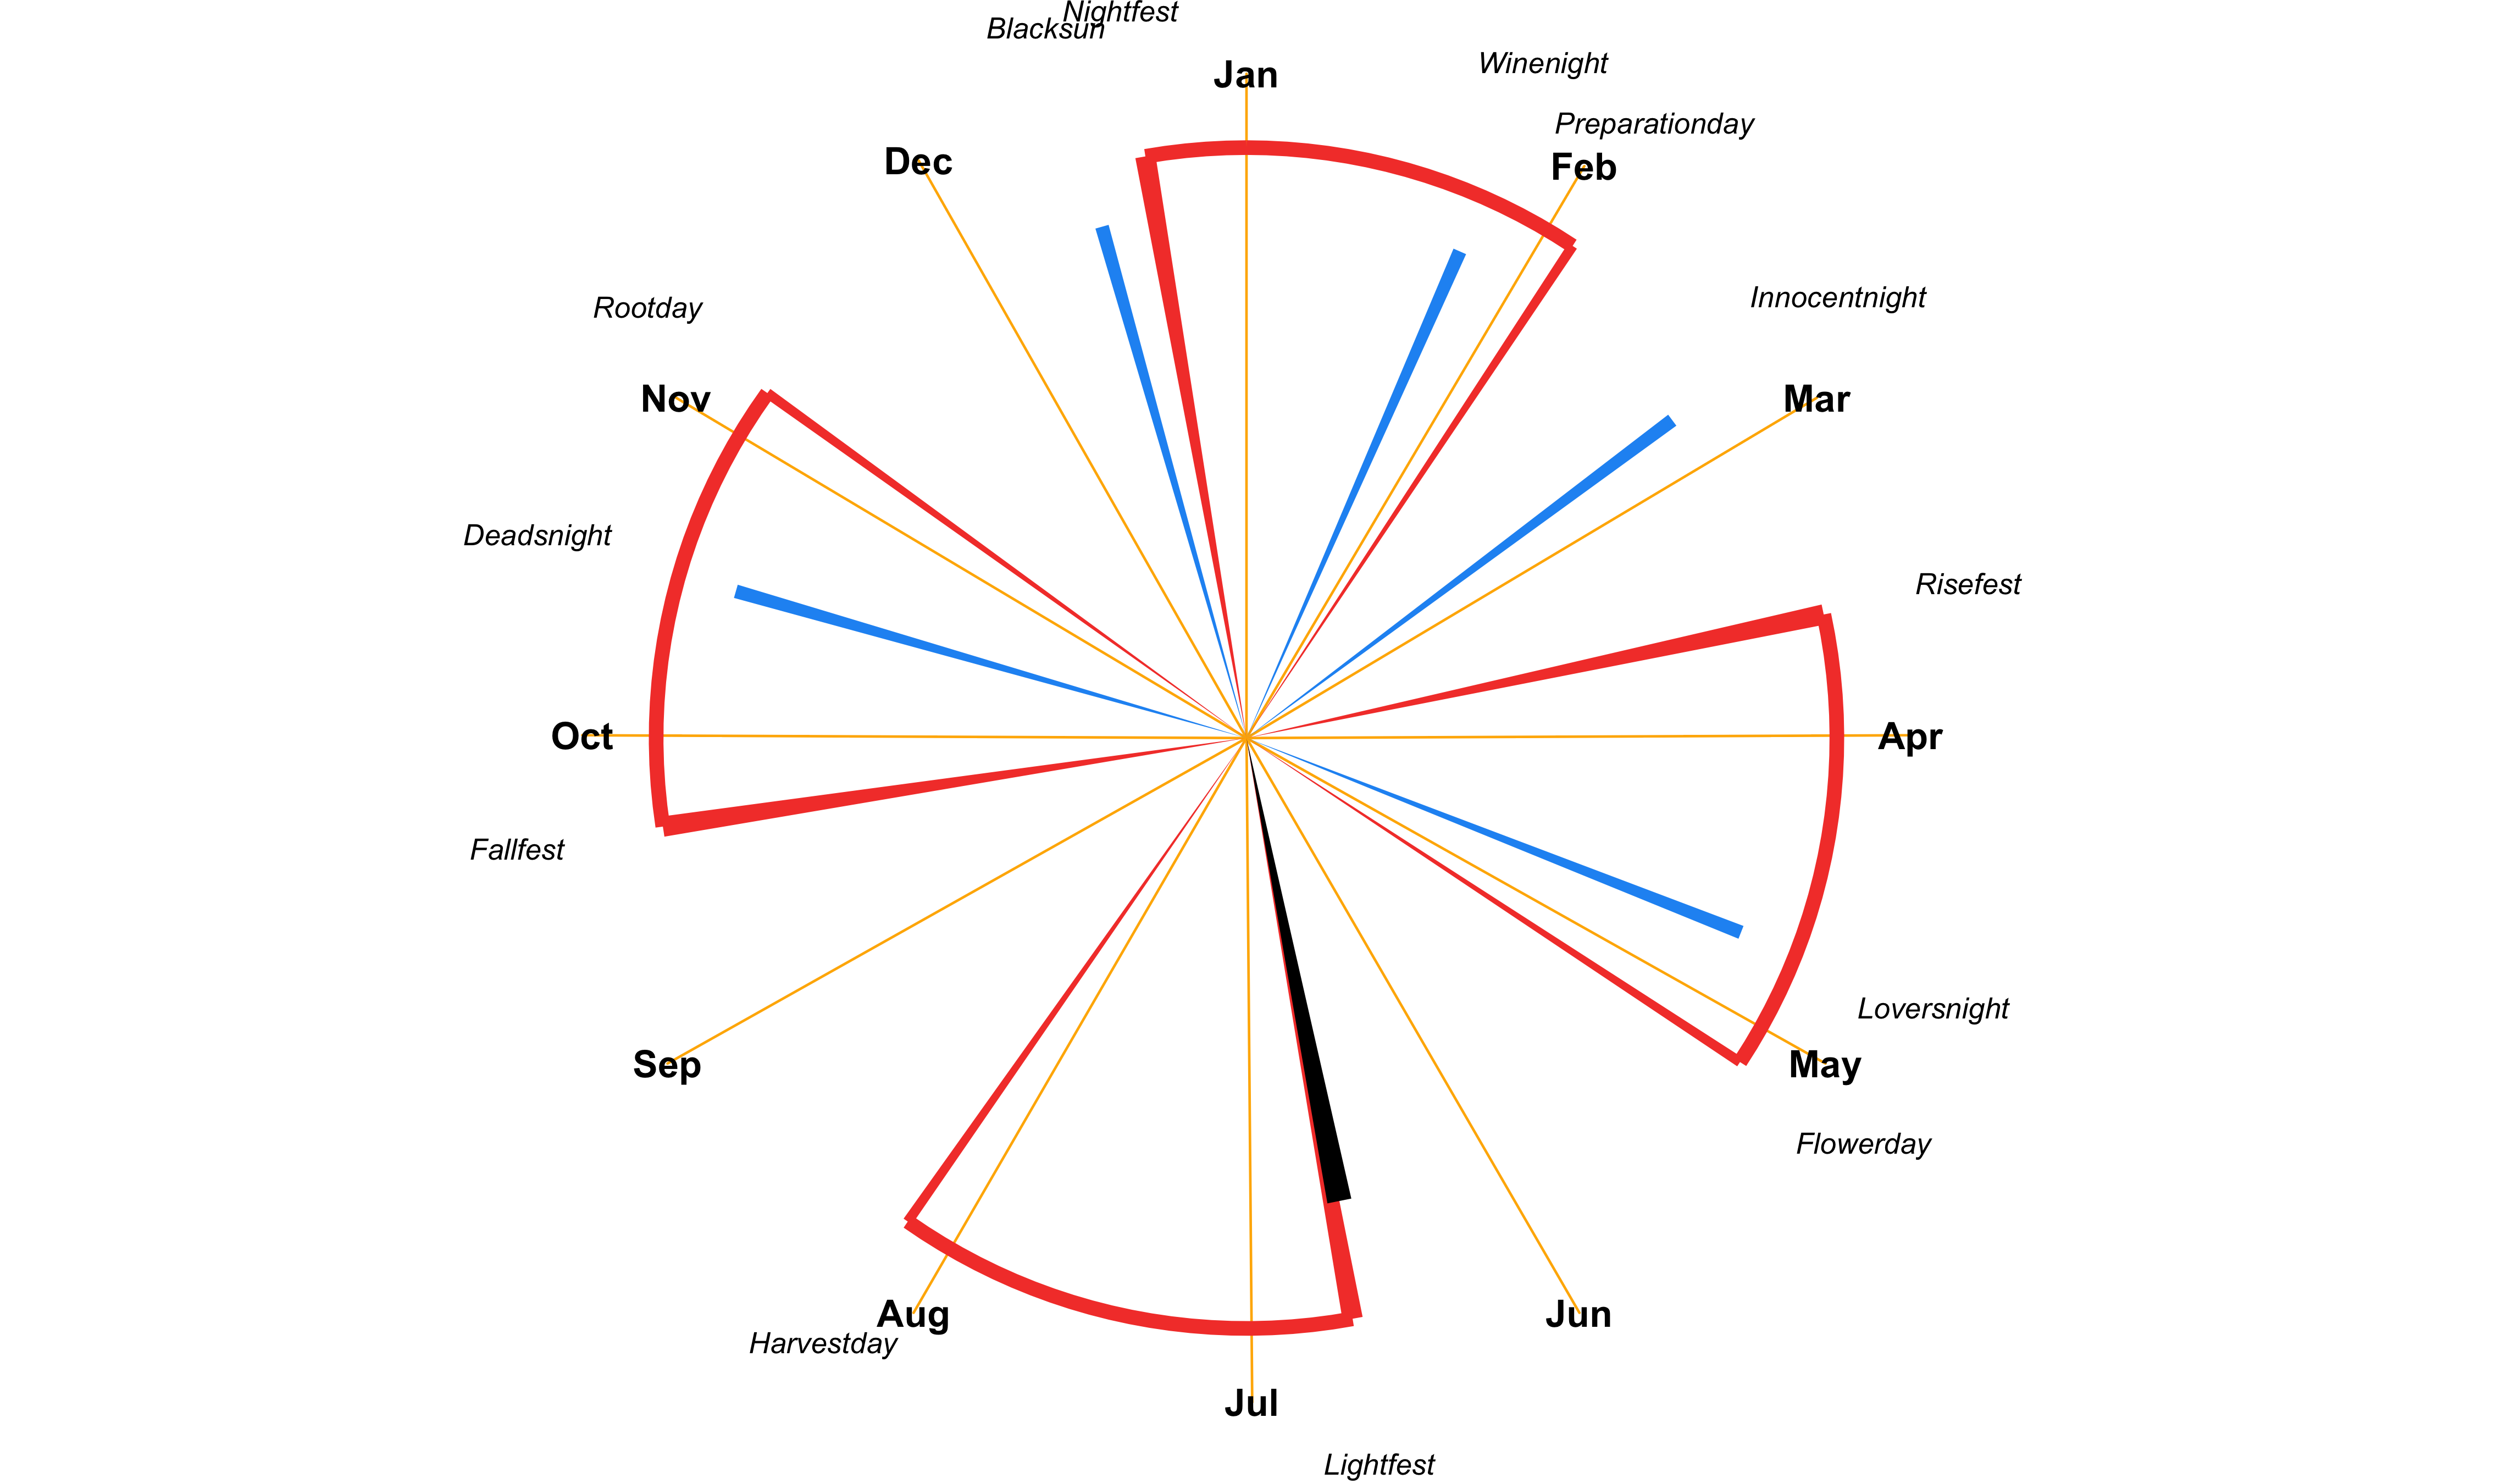 Nightfest
Blacksun
Jan
Winenight
Preparationday
Dec
Feb
Innocentnight
Rootday
Nov
Mar
Deadsnight
Risefest
Oct
Apr
Fallfest
Loversnight
Sep
May
Flowerday
Aug
Jun
Harvestday
Jul
Lightfest